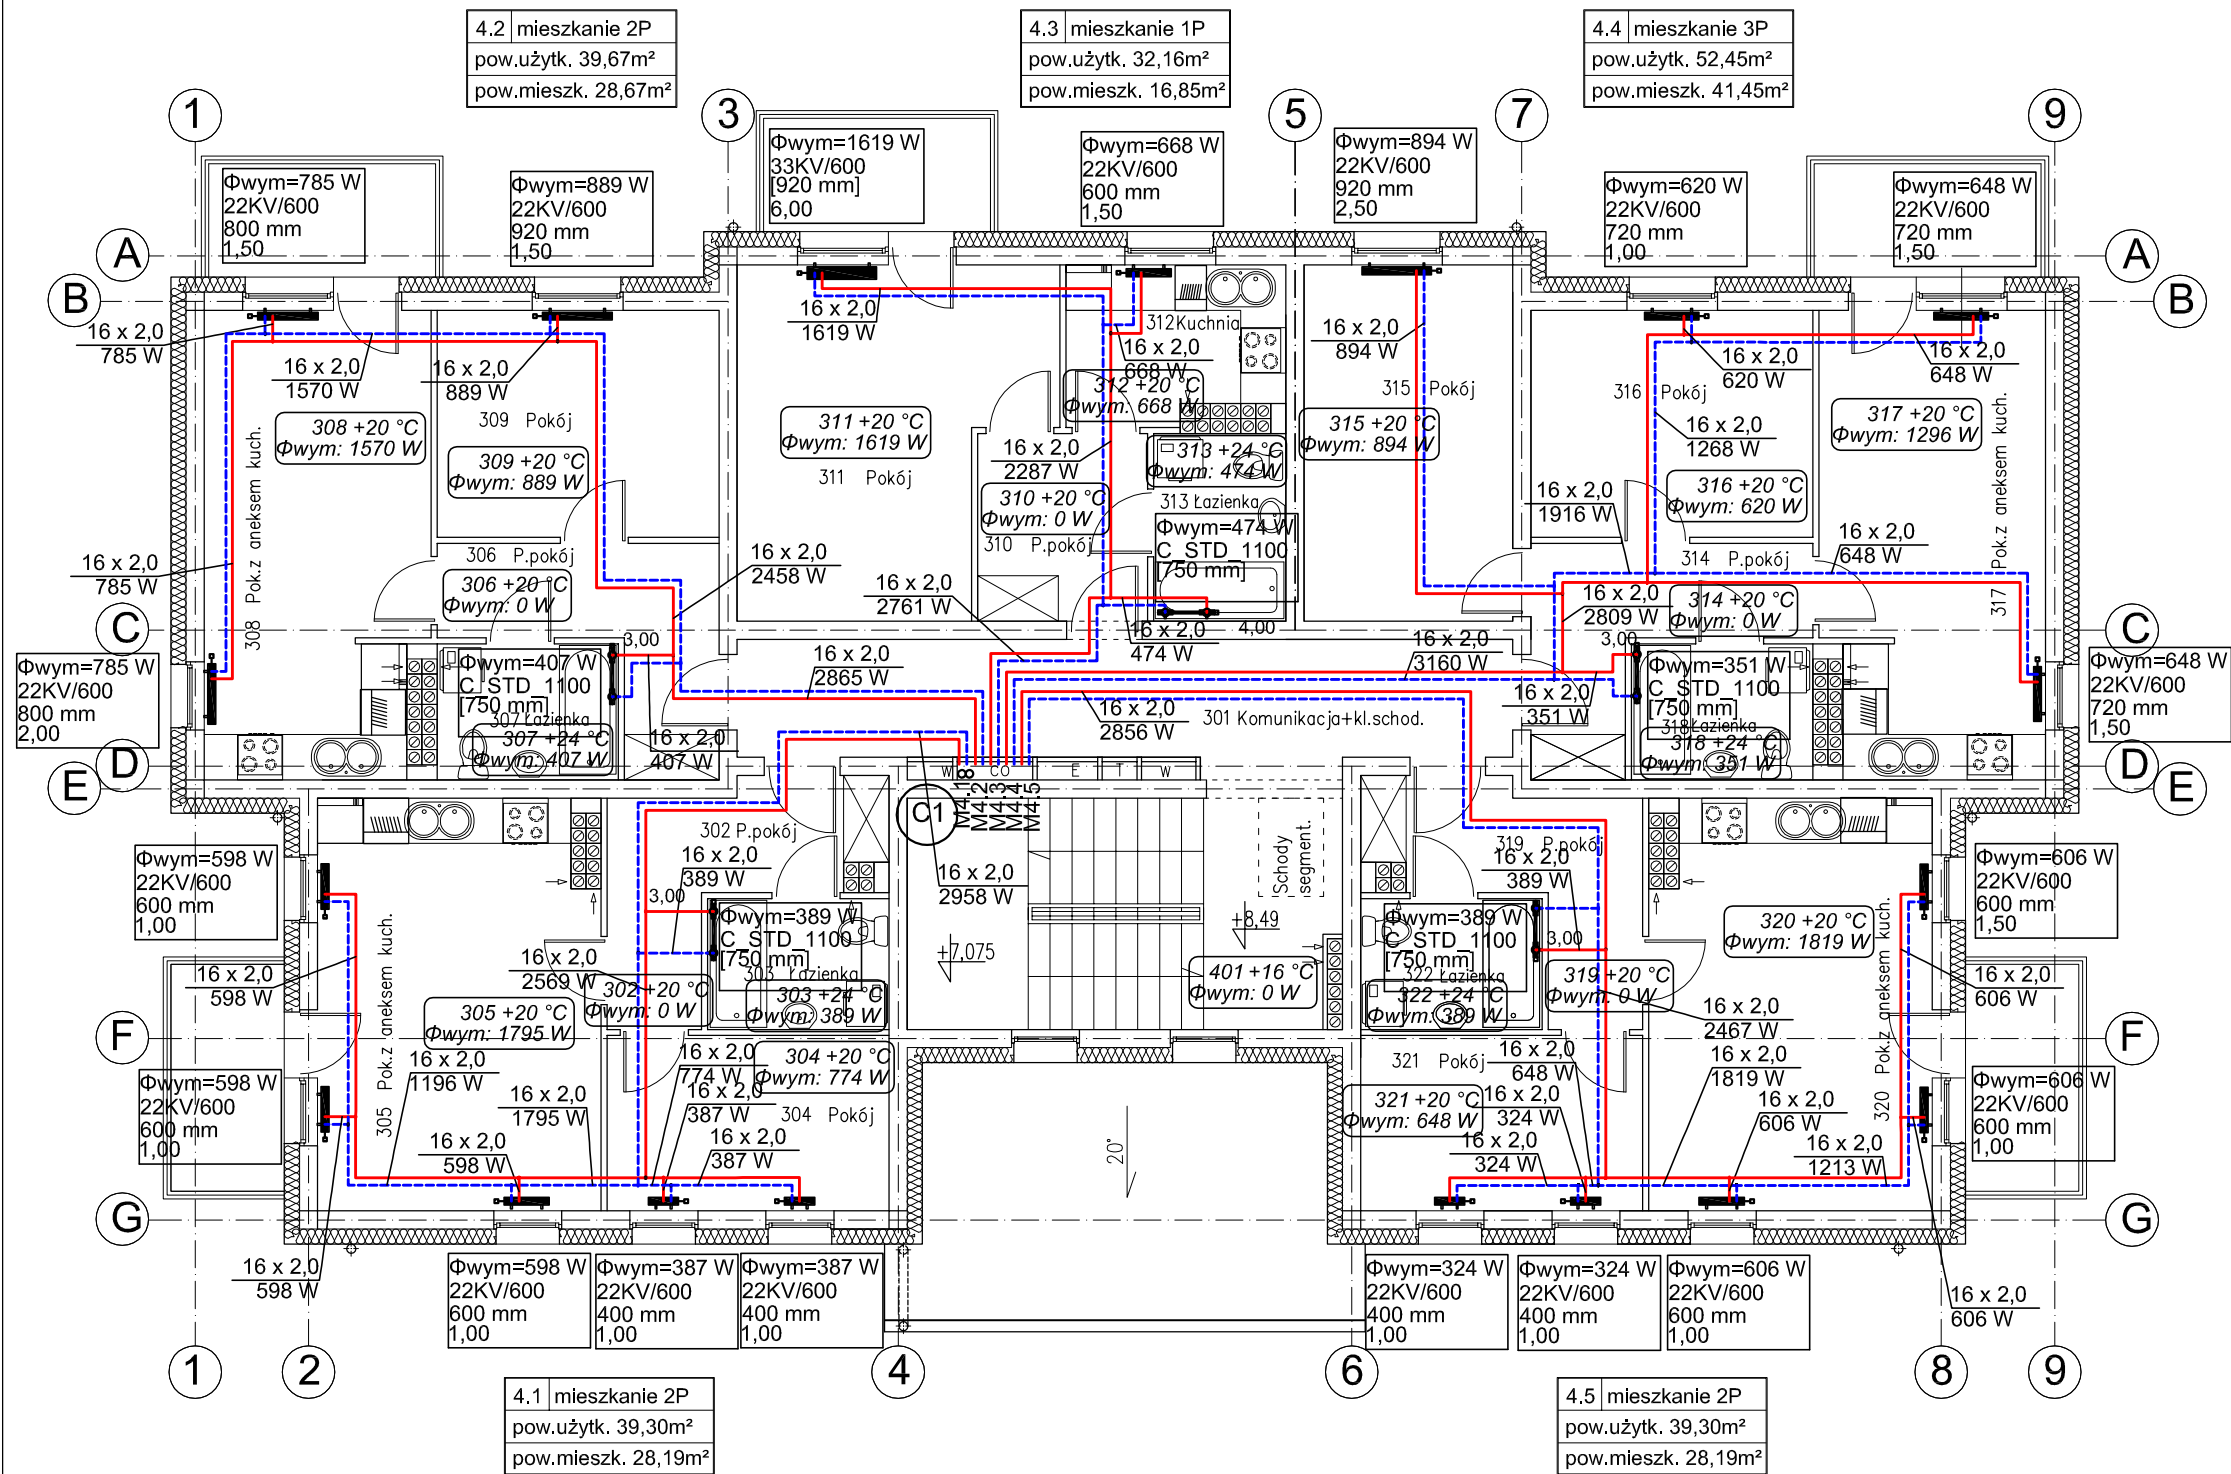 4.2 mieszkanie 2P
pow.użytk. 39,67m²
pow.mieszk. 28,67m²
4.3 mieszkanie 1P
pow.użytk. 32,16m²
pow.mieszk. 16,85m²
4.4 mieszkanie 3P
pow.użytk. 52,45m²
pow.mieszk. 41,45m²
1
3
5
7
9
Φwym=785 W
22KV/600
800 mm
1,50
Φwym=889 W
22KV/600
920 mm
1,50
Φwym=1619 W
33KV/600
[920 mm]
6,00
Φwym=668 W
22KV/600
600 mm
1,50
Φwym=894 W
22KV/600
920 mm
2,50
Φwym=620 W
22KV/600
720 mm
1,00
Φwym=648 W
22KV/600
720 mm
1,50
A
A
B
B
16 x 2,0
785 W
16 x 2,0
1570 W
16 x 2,0
889 W
16 x 2,0
1619 W
312 Kuchnia
16 x 2,0
668 W
16 x 2,0
894 W
16 x 2,0
620 W
16 x 2,0
648 W
308 +20 °C
Φwym: 1570 W
309 Pokój
309 +20 °C
Φwym: 889 W
311 +20 °C
Φwym: 1619 W
311 Pokój
312 +20 °C
Φwym: 668 W
315 Pokój
315 +20 °C
Φwym: 894 W
316 Pokój
16 x 2,0
1268 W
316 +20 °C
Φwym: 620 W
317 +20 °C
Φwym: 1296 W
308 Pok.z aneksem kuch.
317 Pok.z aneksem kuch.
16 x 2,0
2287 W
313 +24 °C
Φwym: 474 W
313 Łazienka
310 +20 °C
Φwym: 0 W
310 P.pokój
Φwym=474 W
C_STD_1100
[750 mm]
4,00
16 x 2,0
1916 W
16 x 2,0
648 W
306 P.pokój
306 +20 °C
Φwym: 0 W
16 x 2,0
785 W
16 x 2,0
2458 W
16 x 2,0
2761 W
16 x 2,0
474 W
314 P.pokój
314 +20 °C
Φwym: 0 W
16 x 2,0
2809 W
C
C
Φwym=785 W
22KV/600
800 mm
2,00
3,00
Φwym=407 W
C_STD_1100
[750 mm]
307 Łazienka
307 +24 °C
Φwym: 407 W
16 x 2,0
407 W
16 x 2,0
2865 W
16 x 2,0
2856 W
16 x 2,0
3160 W
301 Komunikacja+kl.schod.
16 x 2,0
351 W
3,00
Φwym=351 W
C_STD_1100
[750 mm]
318 Łazienka
318 +24 °C
Φwym: 351 W
Φwym=648 W
22KV/600
720 mm
1,50
D
D
E
E
W
CO
E
T
W
M4.1
8
M4.2
M4.3
M4.4
M4.5
C1
302 P.pokój
16 x 2,0
389 W
3,00
16 x 2,0
2958 W
Schody
segment.
+7,075
+8,49
319 P.pokój
16 x 2,0
389 W
3,00
Φwym=598 W
22KV/600
600 mm
1,00
16 x 2,0
598 W
305 Pok.z aneksem kuch.
16 x 2,0
2569 W
302 +20 °C
Φwym: 0 W
Φwym=389 W
C_STD_1100
[750 mm]
303 Łazienka
303 +24 °C
Φwym: 389 W
401 +16 °C
Φwym: 0 W
Φwym=389 W
C_STD_1100
[750 mm]
322 Łazienka
322 +24 °C
Φwym: 389 W
319 +20 °C
Φwym: 0 W
320 +20 °C
Φwym: 1819 W
320 Pok.z aneksem kuch.
Φwym=606 W
22KV/600
600 mm
1,50
16 x 2,0
606 W
305 +20 °C
Φwym: 1795 W
16 x 2,0
2467 W
F
F
Φwym=598 W
22KV/600
600 mm
1,00
16 x 2,0
1196 W
16 x 2,0
1795 W
16 x 2,0
598 W
16 x 2,0
774 W
304 +20 °C
Φwym: 774 W
16 x 2,0
387 W
304 Pokój
16 x 2,0
387 W
20°
321 Pokój
321 +20 °C
Φwym: 648 W
16 x 2,0
648 W
16 x 2,0
324 W
16 x 2,0
324 W
16 x 2,0
1819 W
16 x 2,0
606 W
16 x 2,0
1213 W
Φwym=606 W
22KV/600
600 mm
1,00
G
G
16 x 2,0
598 W
Φwym=598 W
22KV/600
600 mm
1,00
Φwym=387 W
22KV/600
400 mm
1,00
Φwym=387 W
22KV/600
400 mm
1,00
Φwym=324 W
22KV/600
400 mm
1,00
Φwym=324 W
22KV/600
400 mm
1,00
Φwym=606 W
22KV/600
600 mm
1,00
16 x 2,0
606 W
1
2
4
6
8
9
4.1 mieszkanie 2P
pow.użytk. 39,30m²
pow.mieszk. 28,19m²
4.5 mieszkanie 2P
pow.użytk. 39,30m²
pow.mieszk. 28,19m²